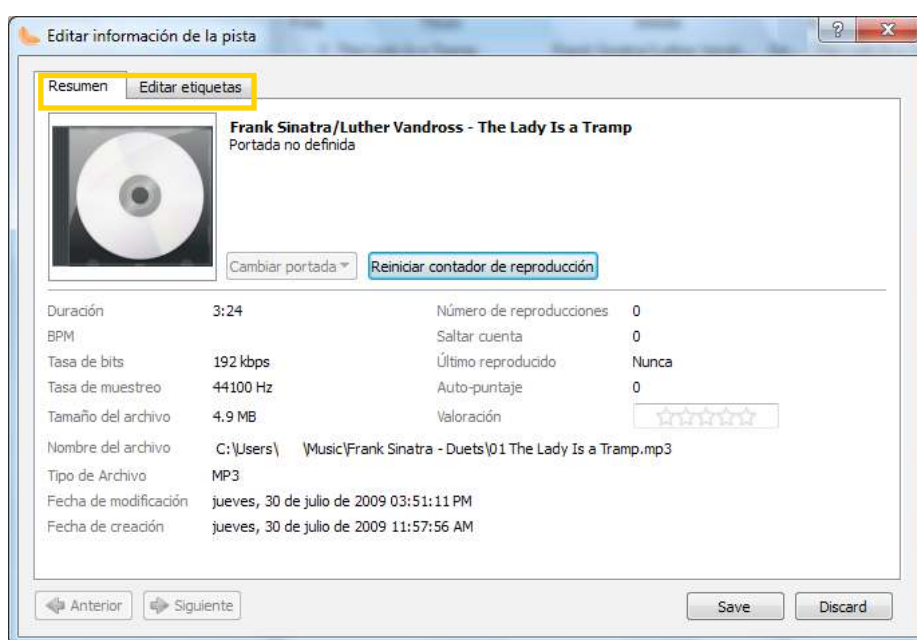 Editar información de la pista
Resumen Editar etiquetas
Frank Sinatra/Luther Vandross - The Lady Is a Tramp
Portada no definida
Cambiar portada Reiniciar contador de reproducción
Duración 3:24 Número de reproducciones 0
BPM Saltar cuenta 0
Tasa de bits 192 kbps Último reproducido Nunca
Tasa de muestreo 44100 Hz Auto-puntaje 0
Tamaño del archivo 4.9 MB Valoración
Nombre del archivo C:\Users\ \Music\Frank Sinatra - Duets\01 The Lady Is a Tramp.mp3
Tipo de Archivo MP3
Fecha de modificación jueves, 30 de julio de 2009 03:51:11 PM
Fecha de creación jueves, 30 de julio de 2009 11:57:56 AM
Anterior Siguiente Save Discard